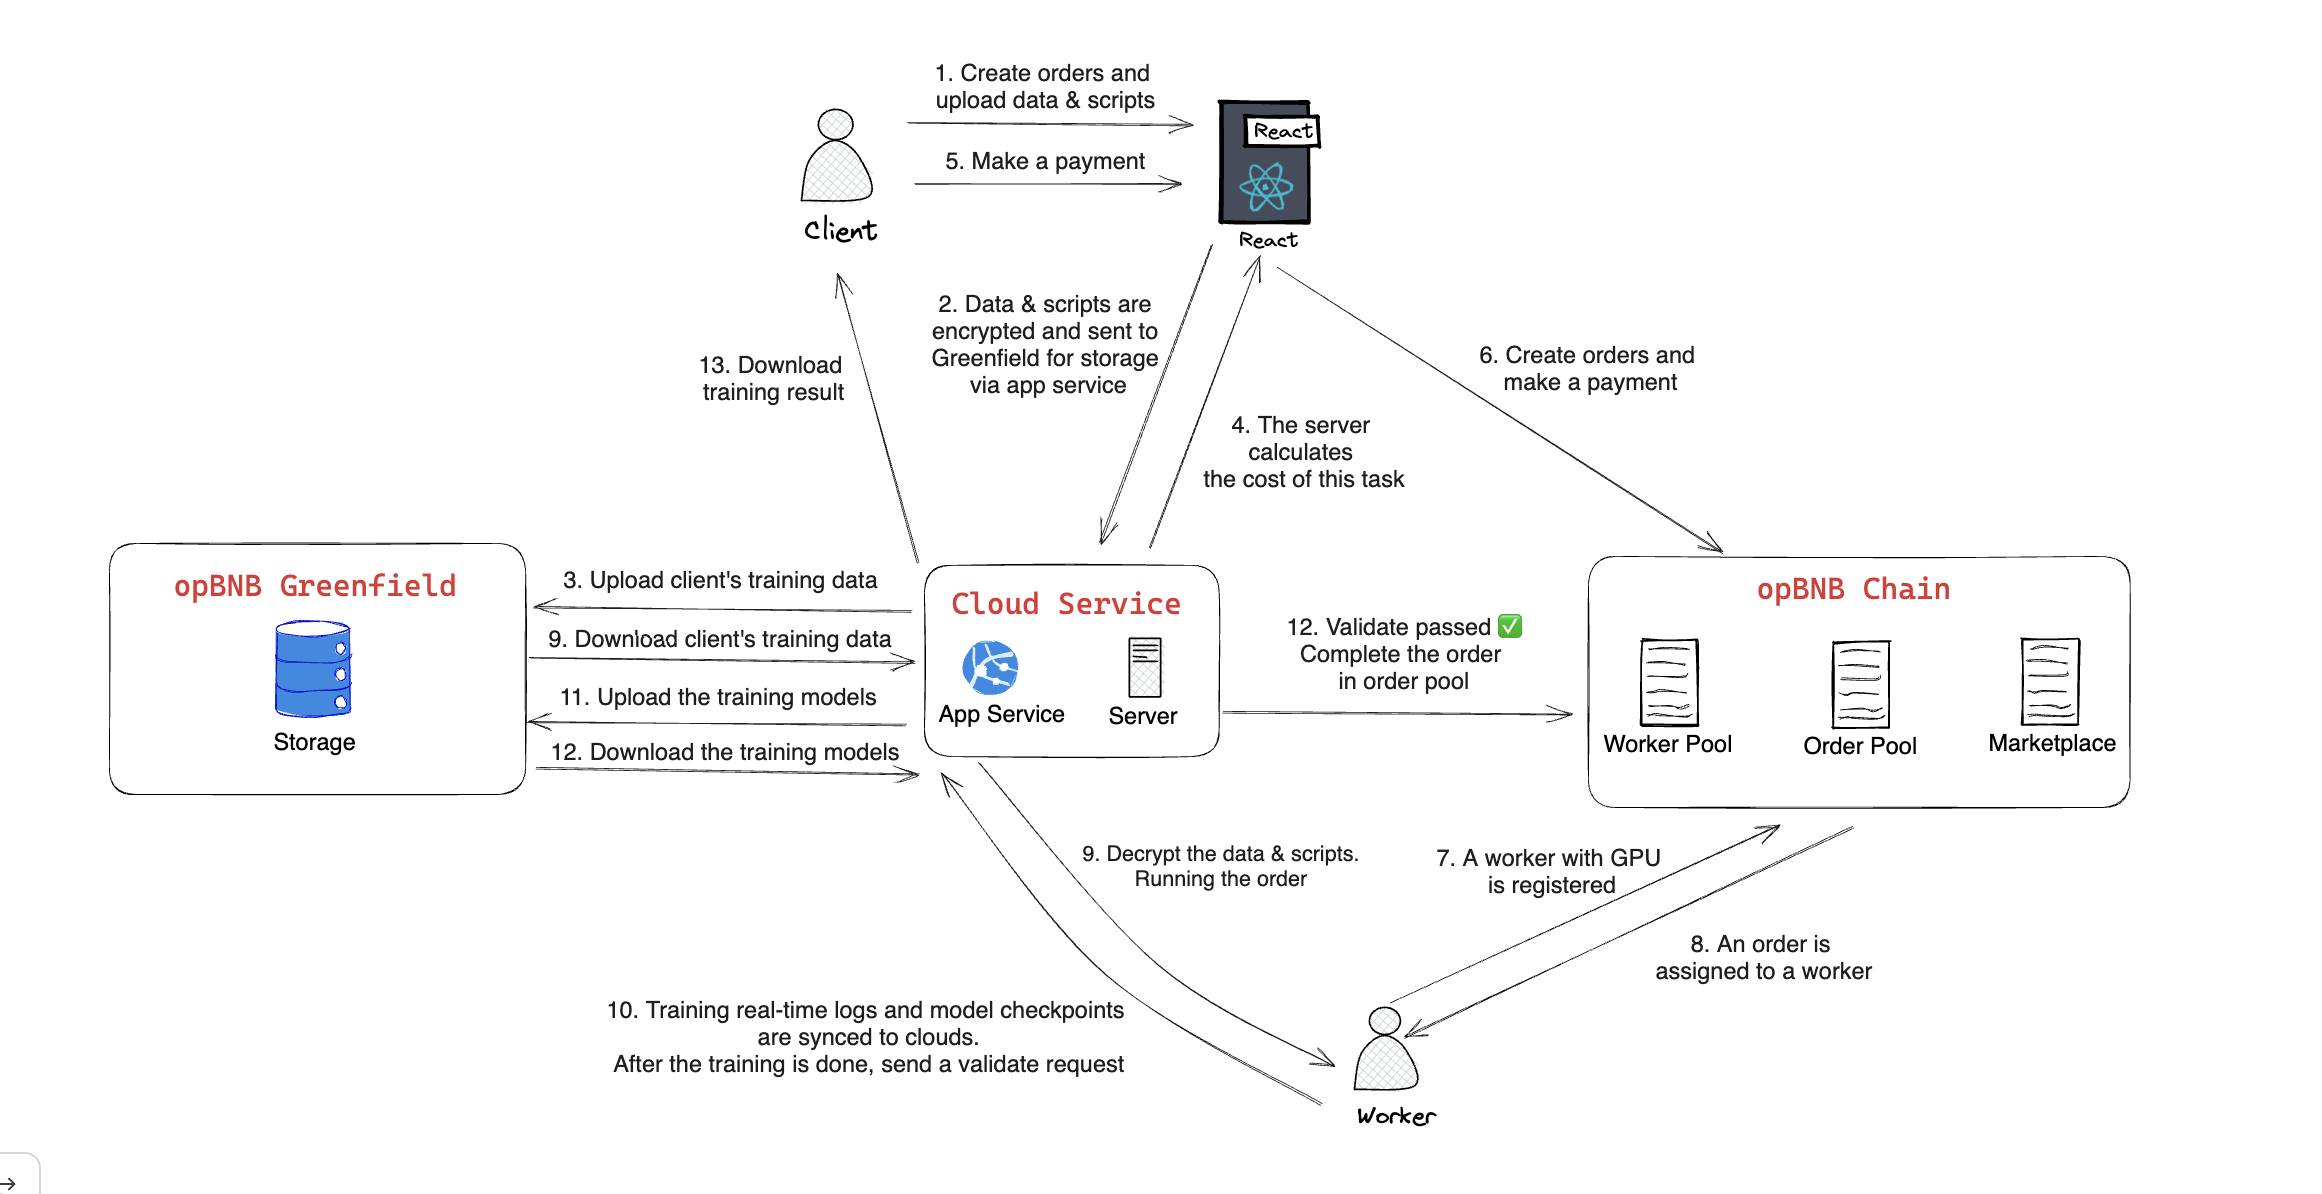 1. Create orders and
upload data & scripts
React
5. Make a payment
Client
React
2. Data & scripts are
encrypted and sent to
Greenfield for storage
via app service
13. Download
training result
6. Create orders and
make a payment
4. The server
calculates
the cost of this task
opBNB Greenfield
Storage
3. Upload client's training data
9. Download client's training data
11. Upload the training models
12. Download the training models
Cloud Service
App Service
Server
12. Validate passed ✅
Complete the order
in order pool
opBNB Chain
Worker Pool
Order Pool
Marketplace
9. Decrypt the data & scripts.
Running the order
7. A worker with GPU
is registered
8. An order is
assigned to a worker
10. Training real-time logs and model checkpoints
are synced to clouds.
After the training is done, send a validate request
Worker